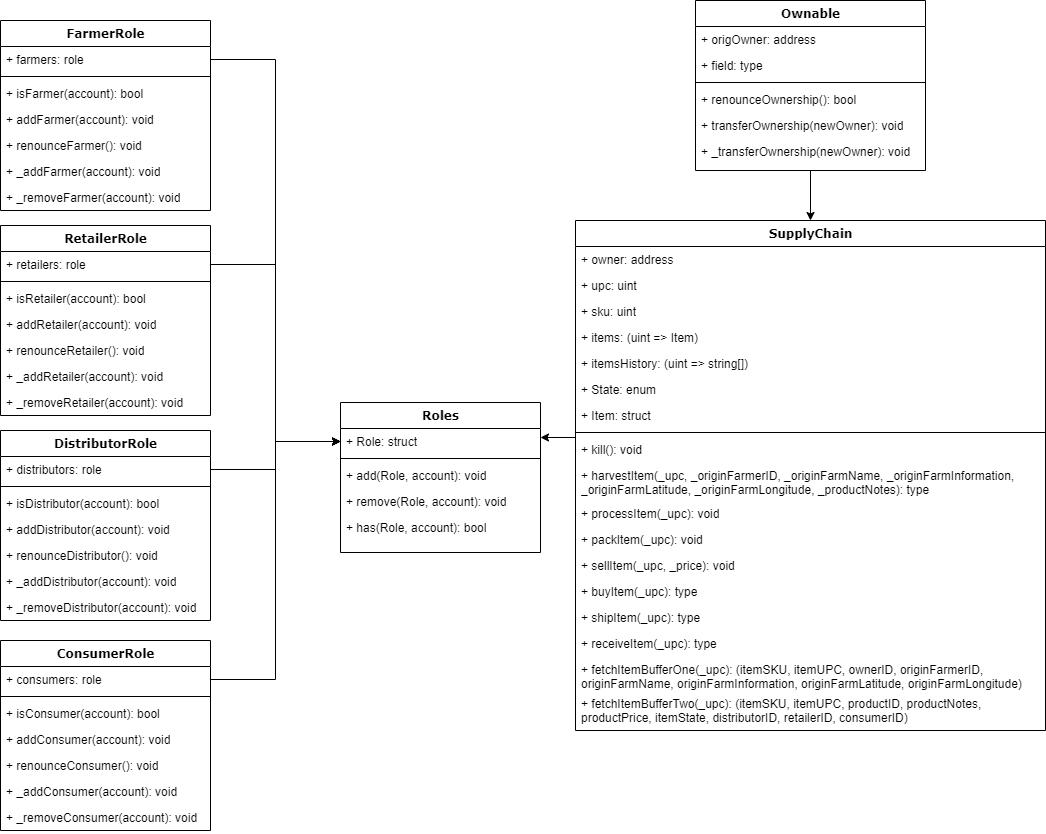 FarmerRole
+ farmers: role
+ isFarmer(account): bool
+ addFarmer(account): void
+ renounceFarmer(): void
+ _addFarmer(account): void
+ _removeFarmer(account): void
RetailerRole
+ retailers: role
+ isRetailer(account): bool
+ addRetailer(account): void
+ renounceRetailer(): void
+ _addRetailer(account): void
+ _removeRetailer(account): void
DistributorRole
+ distributors: role
+ isDistributor(account): bool
+ addDistributor(account): void
+ renounceDistributor(): void
+ _addDistributor(account): void
+ _removeDistributor(account): void
ConsumerRole
+ consumers: role
+ isConsumer(account): bool
+ addConsumer(account): void
+ renounceConsumer(): void
+ _addConsumer(account): void
+ _removeConsumer(account): void
Roles
+ Role: struct
+ add(Role, account): void
+ remove(Role, account): void
+ has(Role, account): bool
Ownable
+ origOwner: address
+ field: type
+ renounceOwnership(): bool
+ transferOwnership(newOwner): void
+ _transferOwnership(newOwner): void
SupplyChain
+ owner: address
+ upc: uint
+ sku: uint
+ items: (uint => Item)
+ itemsHistory: (uint => string[])
+ State: enum
+ Item: struct
+ kill(): void
+ harvestItem(_upc, _originFarmerID, _originFarmName, _originFarmInformation,
_originFarmLatitude, _originFarmLongitude, _productNotes): type
+ processItem(_upc): void
+ packItem(_upc): void
+ sellItem(_upc, _price): void
+ buyItem(_upc): type
+ shipItem(_upc): type
+ receiveItem(_upc): type
+ fetchItemBufferOne(_upc): (itemSKU, itemUPC, ownerID, originFarmerID,
originFarmName, originFarmInformation, originFarmLatitude, originFarmLongitude)
+ fetchItemBufferTwo(_upc): (itemSKU, itemUPC, productID, productNotes,
productPrice, itemState, distributorID, retailerID, consumerID)